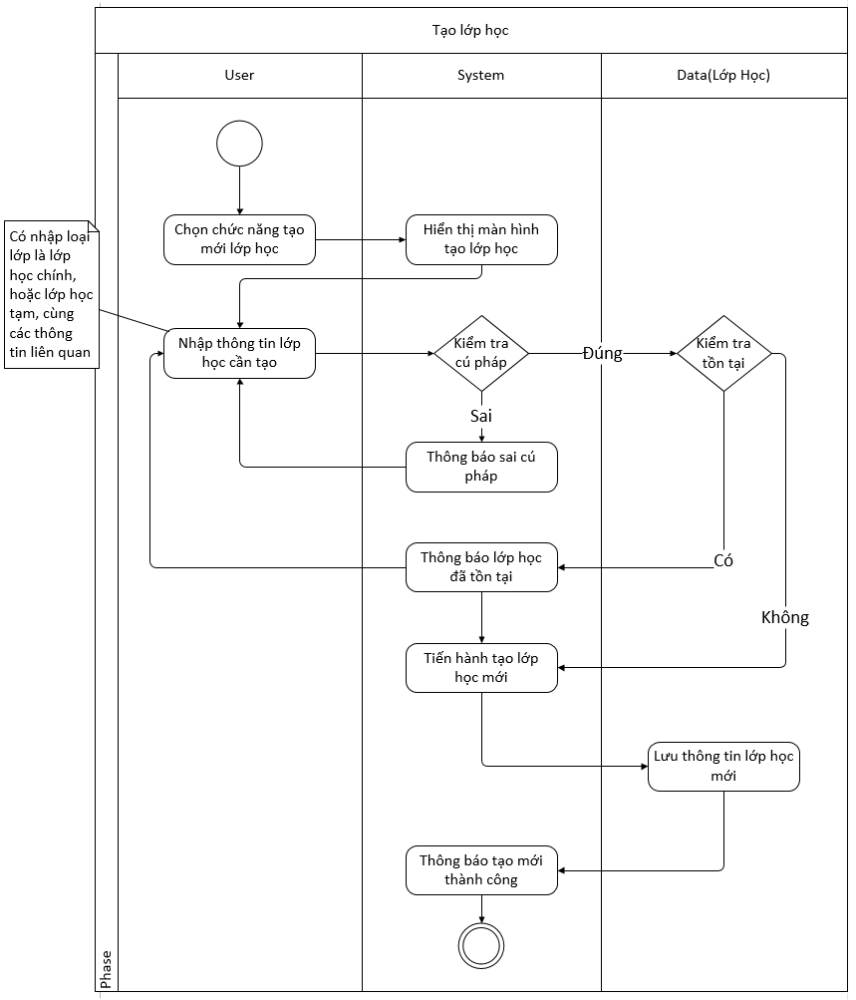 Tạo lớp học
User
System
Data(Lớp Học)
Chọn chức năng tạo
mới lớp học
Hiển thị màn hình
tạo lớp học
Có nhập loại
lớp là lớp
học chính,
hoặc lớp học
tạm, cùng
các thông
tin liên quan
Nhập thông tin lớp
học cần tạo
Kiểm tra
cú pháp
Đúng
Kiểm tra
tồn tại
Sai
Thông báo sai cú
pháp
Thông báo lớp học
đã tồn tại
Có
Không
Tiến hành tạo lớp
học mới
Lưu thông tin lớp học
mới
Thông báo tạo mới
thành công
Phase